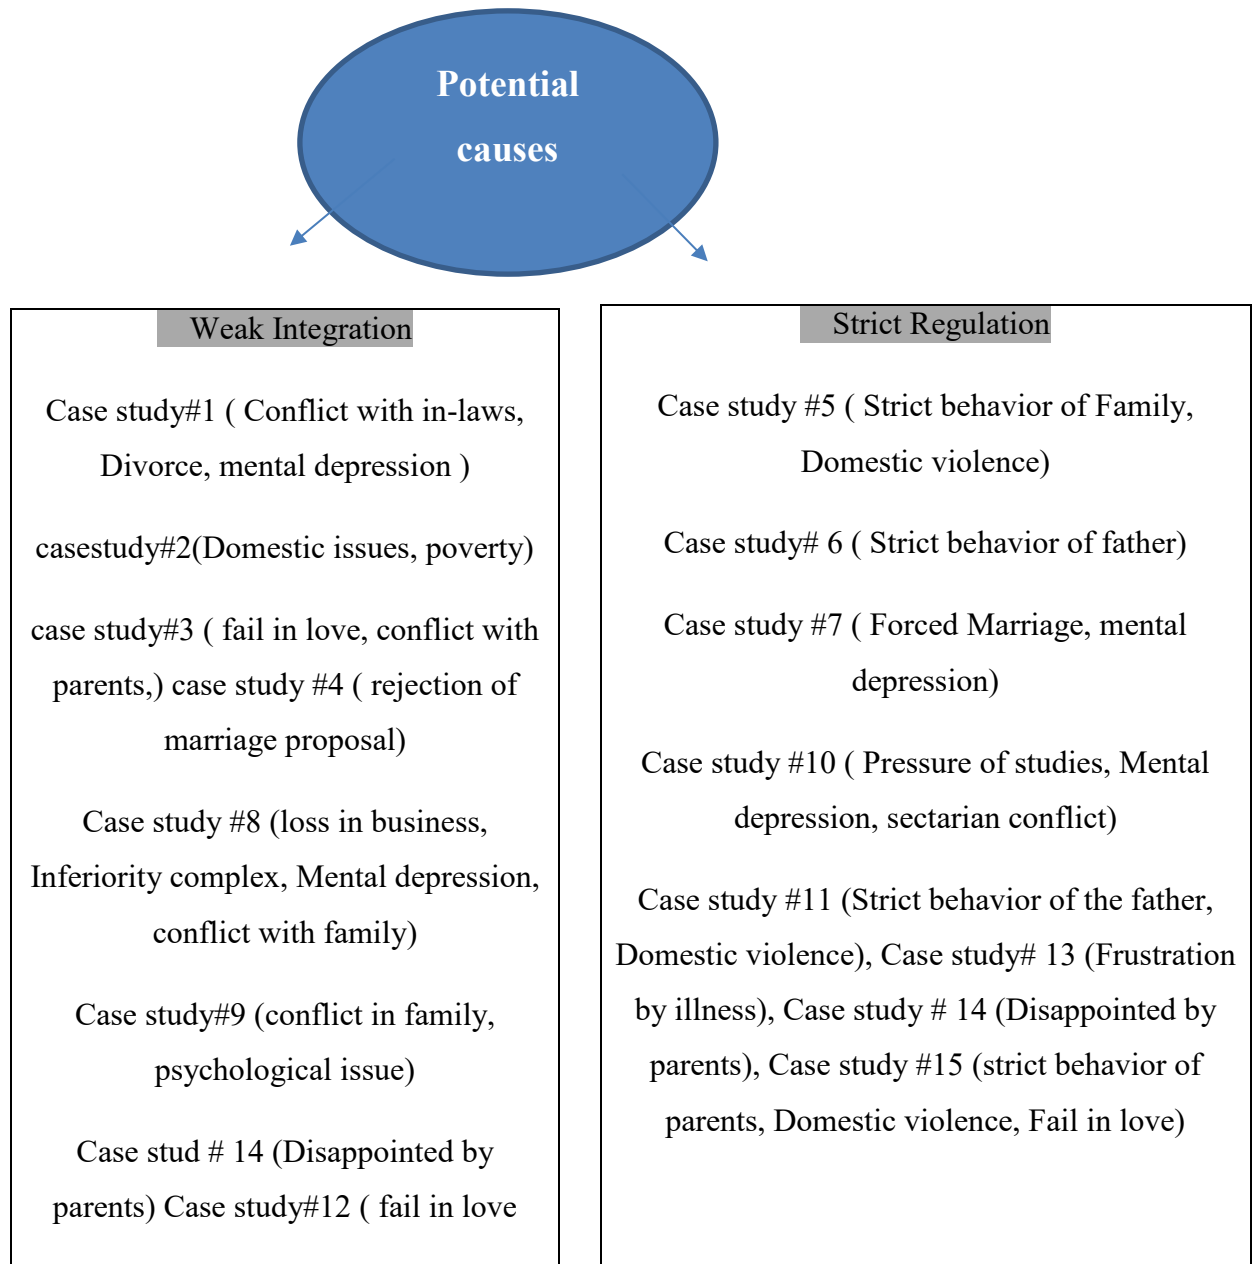 Potential
causes
Weak Integration
Case study#1 ( Conflict with in-laws,
Divorce, mental depression )
casestudy#2(Domestic issues, poverty)
case study#3 ( fail in love, conflict with
parents,) case study #4 ( rejection of
marriage proposal)
Case study #8 (loss in business,
Inferiority complex, Mental depression,
conflict with family)
Case study#9 (conflict in family,
psychological issue)
Case stud # 14 (Disappointed by
parents) Case study#12 ( fail in love
Strict Regulation
Case study #5 ( Strict behavior of Family,
Domestic violence)
Case study# 6 ( Strict behavior of father)
Case study #7 ( Forced Marriage, mental
depression)
Case study #10 ( Pressure of studies, Mental
depression, sectarian conflict)
Case study #11 (Strict behavior of the father,
Domestic violence), Case study# 13 (Frustration
by illness), Case study # 14 (Disappointed by
parents), Case study #15 (strict behavior of
parents, Domestic violence, Fail in love)